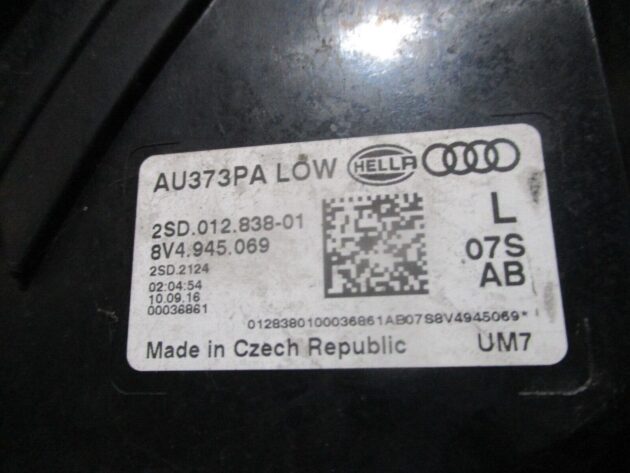 AU373PA LOW HELLA
2SD.012.838-01
8V4.945.069
2SD.2124
02:04:54
10.09.16
00036861
L
07S
AB
0128380100036861AB07S8V4945069*
Made in Czech Republic UM7